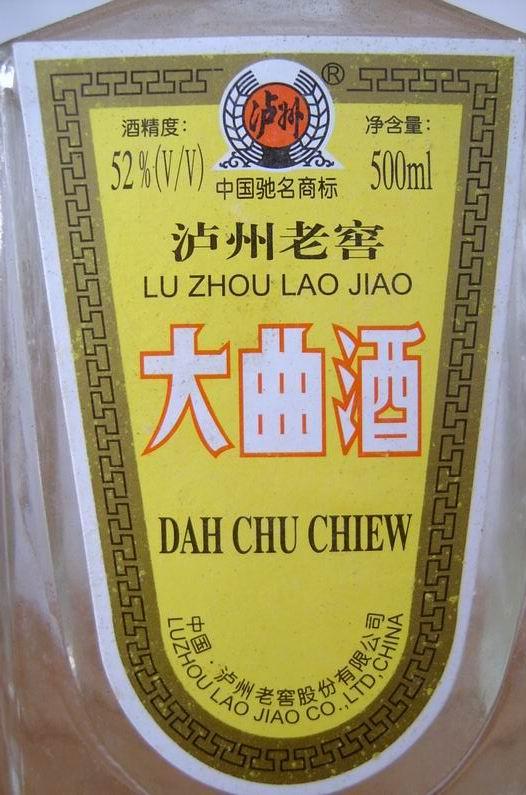 泸州
®
酒精度：
52％(V/V)
净含量：
500ml
中国驰名商标
泸州老窖
LU ZHOU LAO JIAO
大曲酒
DAH CHU CHIEW
中国·泸州老窖股份有限公司
LUZHOU LAO JIAO CO.,LTD,CHINA